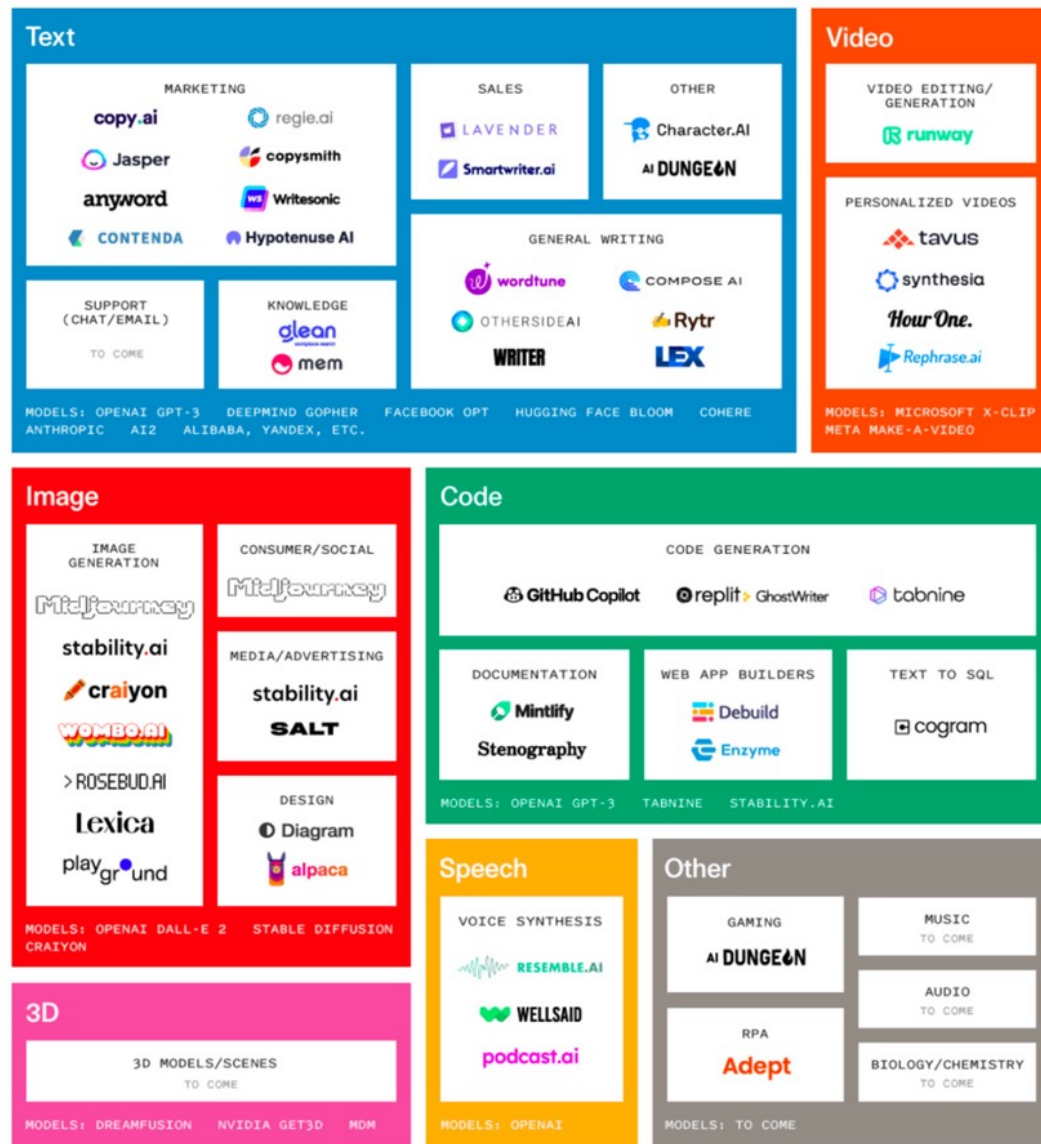 Text
MARKETING
copy.ai
regie.ai
Jasper
copysmith
anyword
WS Writesonic
CONTENDA
Hypotenuse AI
SALES
LAVENDER
Smartwriter.ai
OTHER
Character.AI
AI DUNGEON
SUPPORT
(CHAT/EMAIL)
TO COME
KNOWLEDGE
glean
mem
GENERAL WRITING
wordtune
COMPOSE AI
OTHERSIDEAI
Rytr
WRITER
LEX
MODELS: OPENAI GPT-3 DEEPMIND GOPHER FACEBOOK OPT HUGGING FACE BLOOM COHERE
ANTHROPIC AI2 ALIBABA, YANDEX, ETC.
Video
VIDEO EDITING/
GENERATION
runway
PERSONALIZED VIDEOS
tavus
synthesia
Hour One.
Rephrase.ai
MODELS: MICROSOFT X-CLIP
META MAKE-A-VIDEO
Image
IMAGE
GENERATION
Midjourney
stability.ai
craiyon
WOMBO.AI
>ROSEBUD.AI
Lexica
playground
CONSUMER/SOCIAL
Midjourney
MEDIA/ADVERTISING
stability.ai
SALT
DESIGN
Diagram
alpaca
MODELS: OPENAI DALL-E 2 STABLE DIFFUSION
CRAIYON
Code
CODE GENERATION
GitHub Copilot
replit> GhostWriter
tabnine
DOCUMENTATION
Mintlify
Stenography
WEB APP BUILDERS
Debuild
Enzyme
TEXT TO SQL
cogram
MODELS: OPENAI GPT-3 TABNINE STABILITY.AI
3D
3D MODELS/SCENES
TO COME
MODELS: DREAMFUSION NVIDIA GET3D MDM
Speech
VOICE SYNTHESIS
RESEMBLE.AI
WELLSAID
podcast.ai
MODELS: OPENAI
Other
GAMING
AI DUNGEON
RPA
Adept
MUSIC
TO COME
AUDIO
TO COME
BIOLOGY/CHEMISTRY
TO COME
MODELS: TO COME